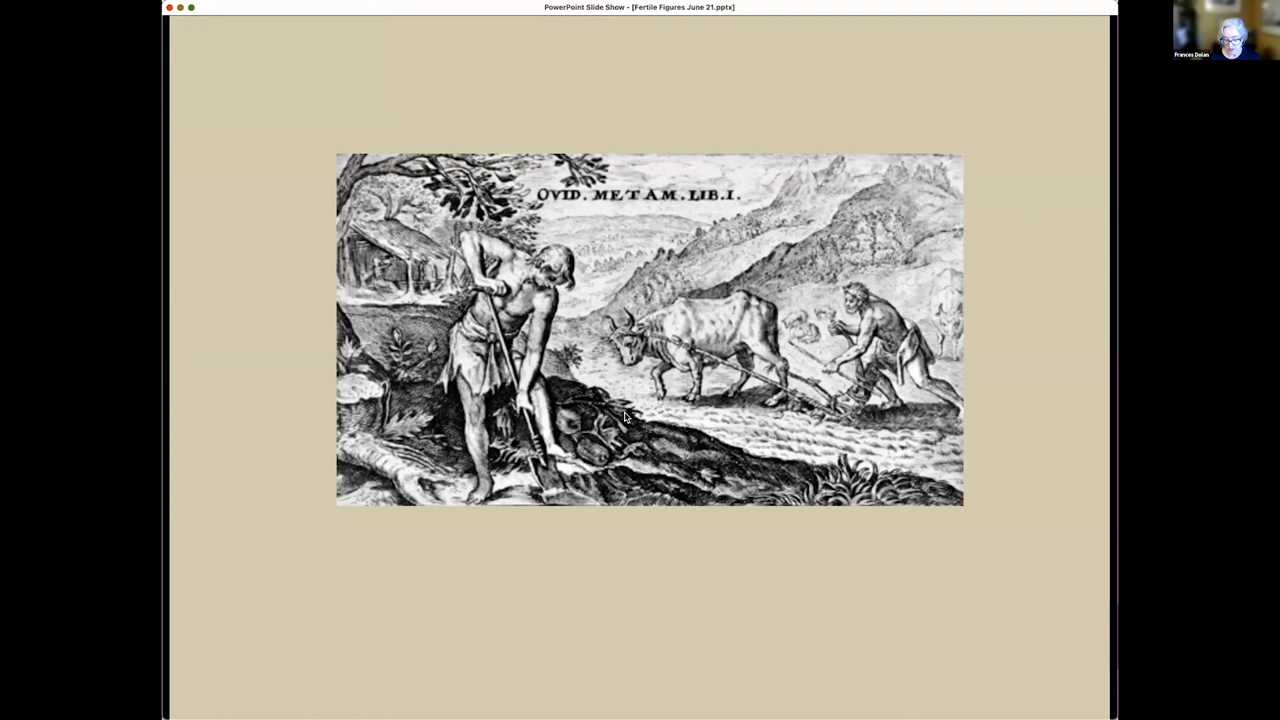 PowerPoint Slide Show - [Fertile Figures June 21.pptx]
Frances Dolan
OVID. METAM. LIB. I.